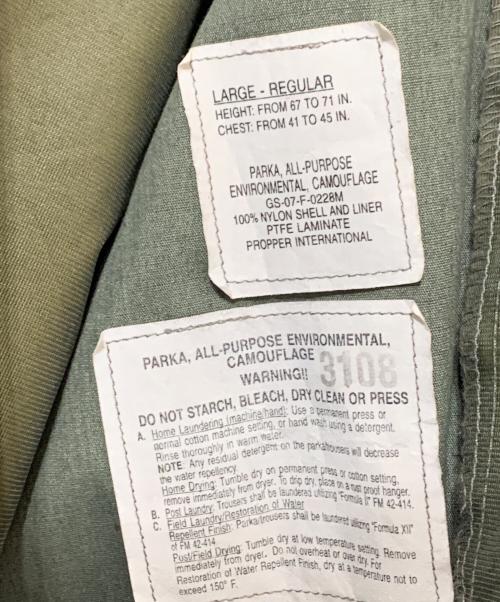 LARGE - REGULAR
HEIGHT: FROM 67 TO 71 IN.
CHEST: FROM 41 TO 45 IN.
PARKA, ALL-PURPOSE
ENVIRONMENTAL, CAMOUFLAGE
GS-07-F-0228M
100% NYLON SHELL AND LINER
PTFE LAMINATE
PROPPER INTERNATIONAL
PARKA, ALL-PURPOSE ENVIRONMENTAL,
CAMOUFLAGE
3108
WARNING!!
DO NOT STARCH, BLEACH, DRY CLEAN OR PRESS
A. Home Laundering (machine/hand): Use a permanent press or
normal cotton machine setting, or hand wash using a detergent.
Rinse thoroughly in warm water.
NOTE: Any residual detergent on the parka/trousers will decrease
the water repellency.
Home Drying: Tumble dry on permanent press or cotton setting,
remove immediately from dryer. To drip dry, place on a rust proof hanger.
B. Post Laundry: Trousers shall be laundered utilizing "Formula II" FM 42-414.
C. Field Laundry/Restoration of Water
Repellent Finish: Parka/trousers shall be laundered utilizing "Formula XII"
of FM 42-414
Post/Field Drying: Tumble dry at low temperature setting. Remove
immediately from dryer. Do not overheat or over dry. For
Restoration of Water Repellent Finish, dry at a temperature not to
exceed 150° F.